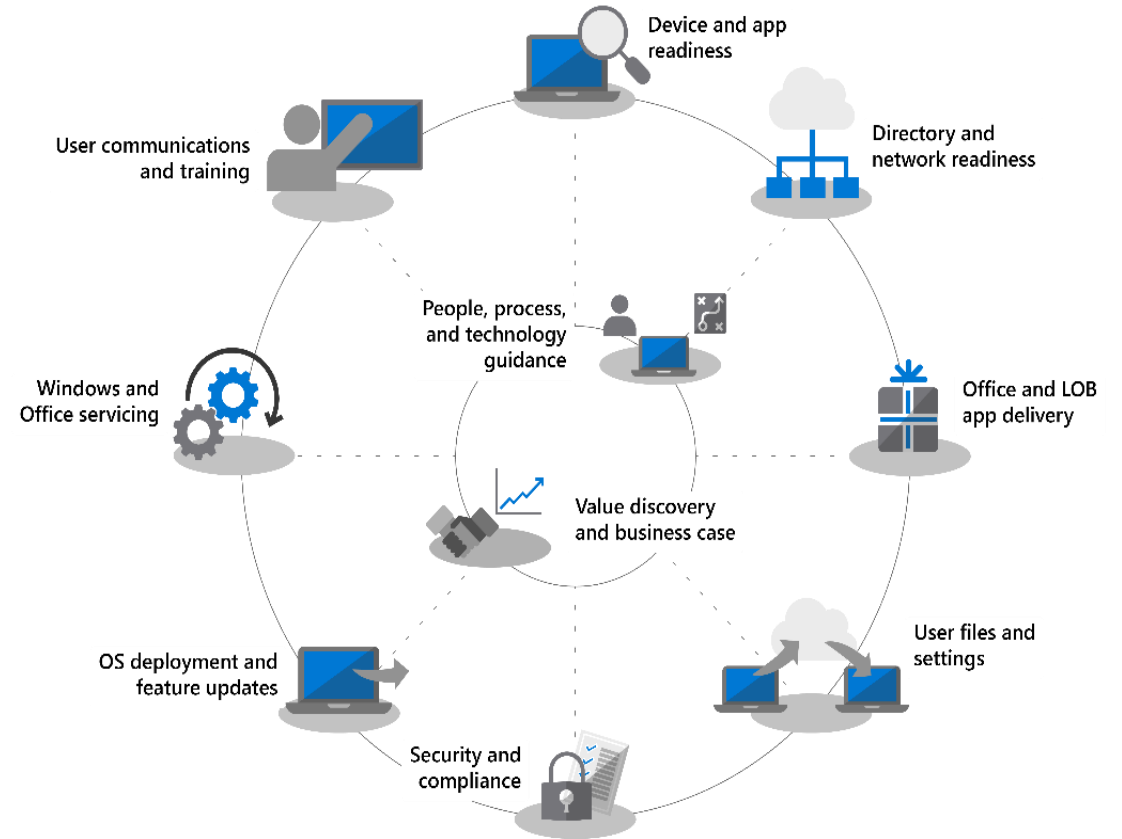 Device and app
readiness
Directory and
network readiness
Office and LOB
app delivery
User files and
settings
Security and
compliance
OS deployment and
feature updates
Windows and
Office servicing
User communications
and training
People, process,
and technology
guidance
Value discovery
and business case